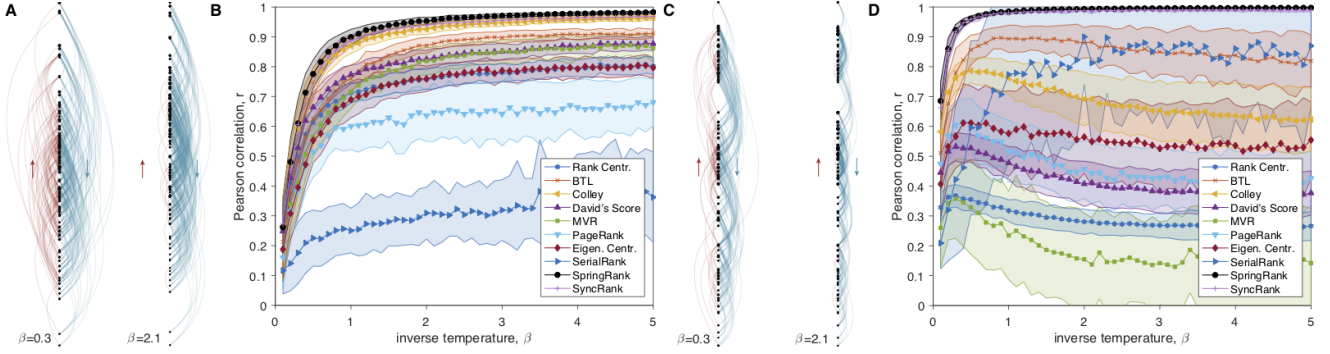 A
β=0.3
β=2.1
B
Pearson correlation, r
1
0.9
0.8
0.7
0.6
0.5
0.4
0.3
0.2
0.1
0
0
1
2
3
4
5
inverse temperature, β
Rank Centr.
BTL
Colley
David's Score
MVR
PageRank
Eigen. Centr.
SerialRank
SpringRank
SyncRank
C
β=0.3
β=2.1
D
Pearson correlation, r
1
0.9
0.8
0.7
0.6
0.5
0.4
0.3
0.2
0.1
0
0
1
2
3
4
5
inverse temperature, β
Rank Centr.
BTL
Colley
David's Score
MVR
PageRank
Eigen. Centr.
SerialRank
SpringRank
SyncRank